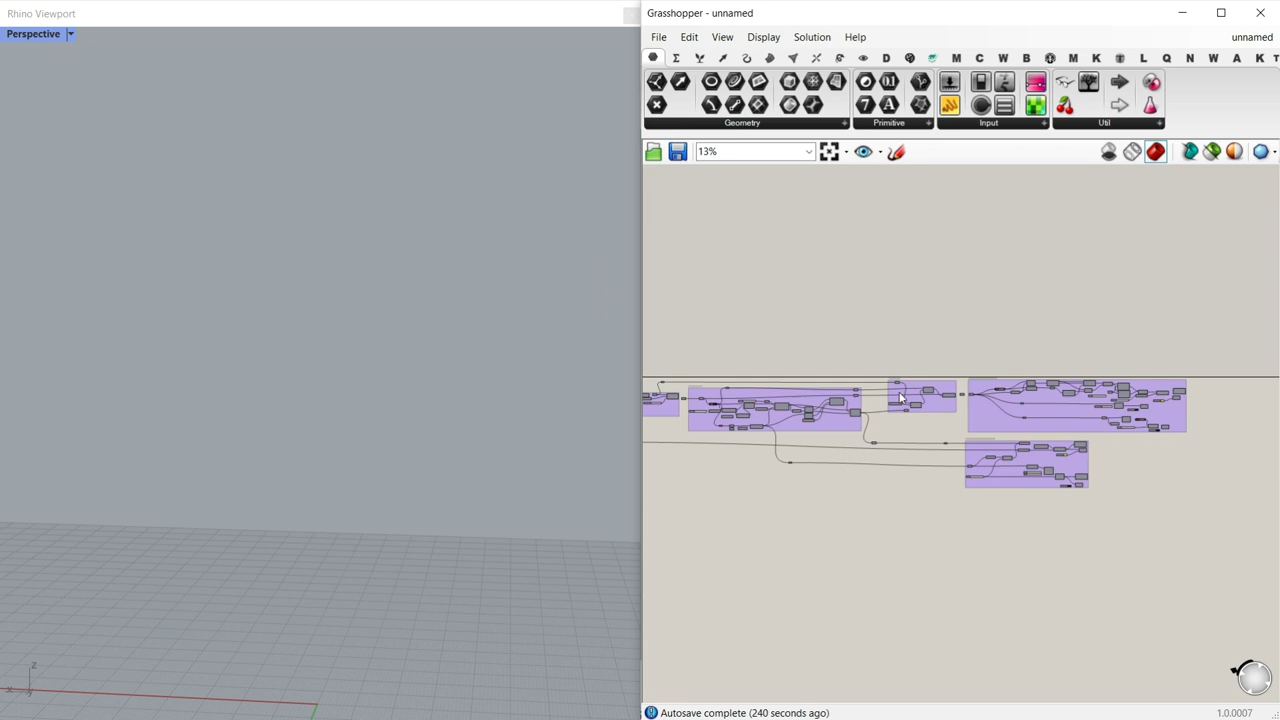 Rhino Viewport
Perspective
z
x
y
Grasshopper - unnamed
File Edit View Display Solution Help unnamed
Σ D M C W B M K L Q N W A K T
Geometry Primitive Input Util
13%
Autosave complete (240 seconds ago) 1.0.0007